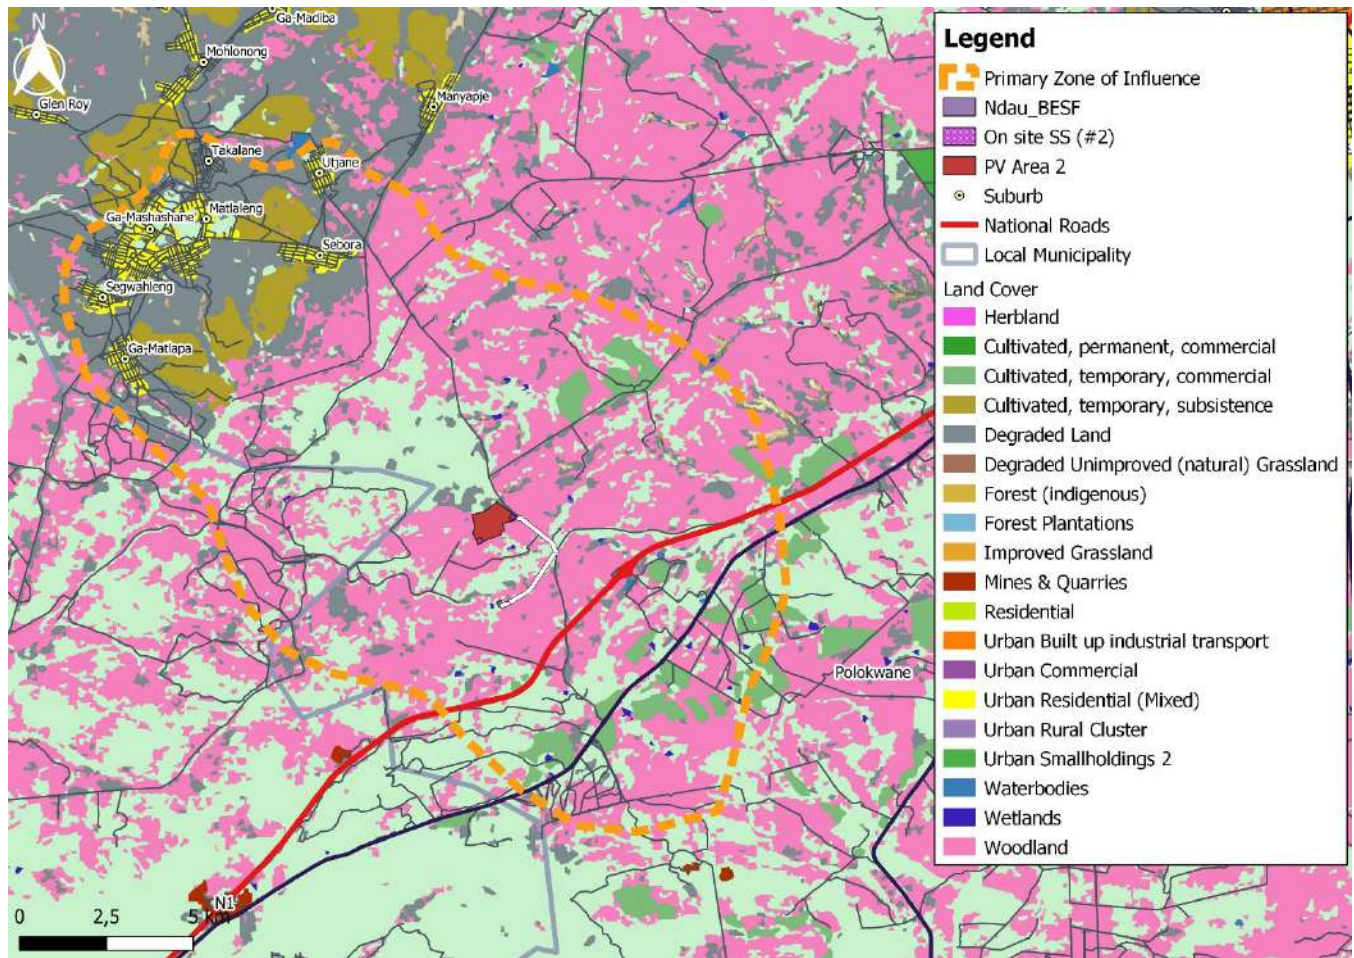 N
Ga-Madiba
Mohlonong
Glen Roy
Manyapje
Takalane
Utjane
Ga-Mashashane
Matlaleng
Sebora
Segwahleng
Ga-Matlapa
Polokwane
N1
0 2,5 5 km
Legend
Primary Zone of Influence
Ndau_BESF
On site SS (#2)
PV Area 2
Suburb
National Roads
Local Municipality
Land Cover
Herbland
Cultivated, permanent, commercial
Cultivated, temporary, commercial
Cultivated, temporary, subsistence
Degraded Land
Degraded Unimproved (natural) Grassland
Forest (indigenous)
Forest Plantations
Improved Grassland
Mines & Quarries
Residential
Urban Built up industrial transport
Urban Commercial
Urban Residential (Mixed)
Urban Rural Cluster
Urban Smallholdings 2
Waterbodies
Wetlands
Woodland